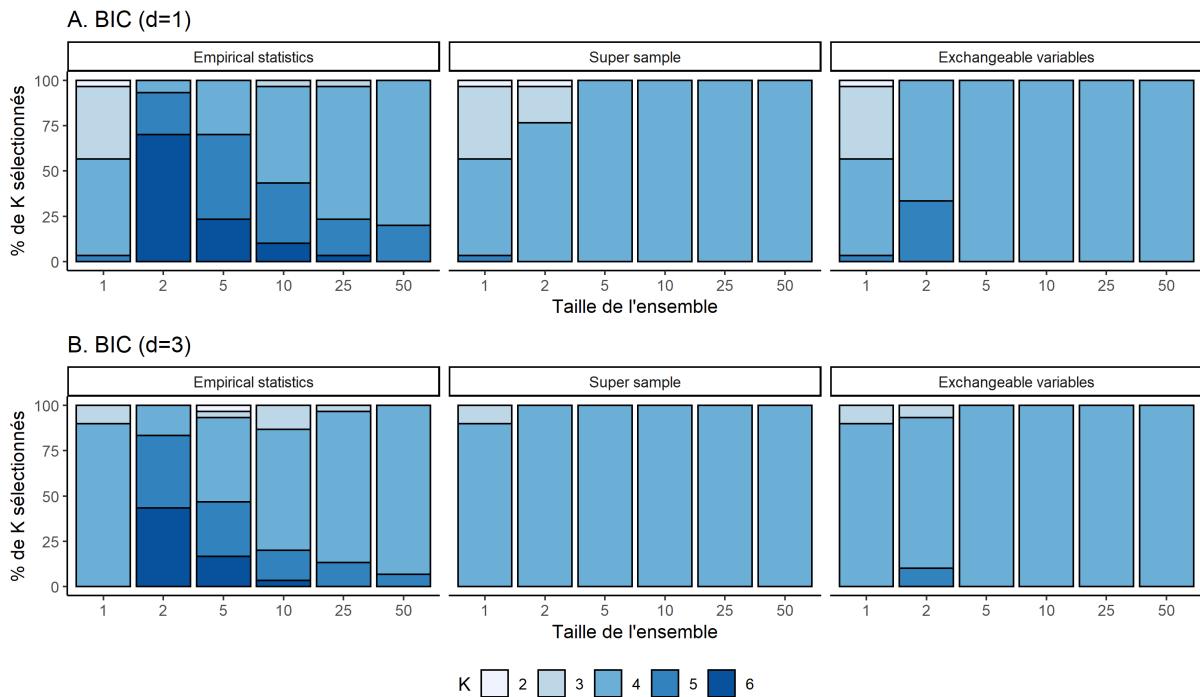 A. BIC (d=1)
Empirical statistics
Super sample
Exchangeable variables
% de K sélectionnés
100
75
50
25
0
1 2 5 10 25 50
1 2 5 10 25 50
1 2 5 10 25 50
Taille de l'ensemble
B. BIC (d=3)
Empirical statistics
Super sample
Exchangeable variables
% de K sélectionnés
100
75
50
25
0
1 2 5 10 25 50
1 2 5 10 25 50
1 2 5 10 25 50
Taille de l'ensemble
K 2 3 4 5 6